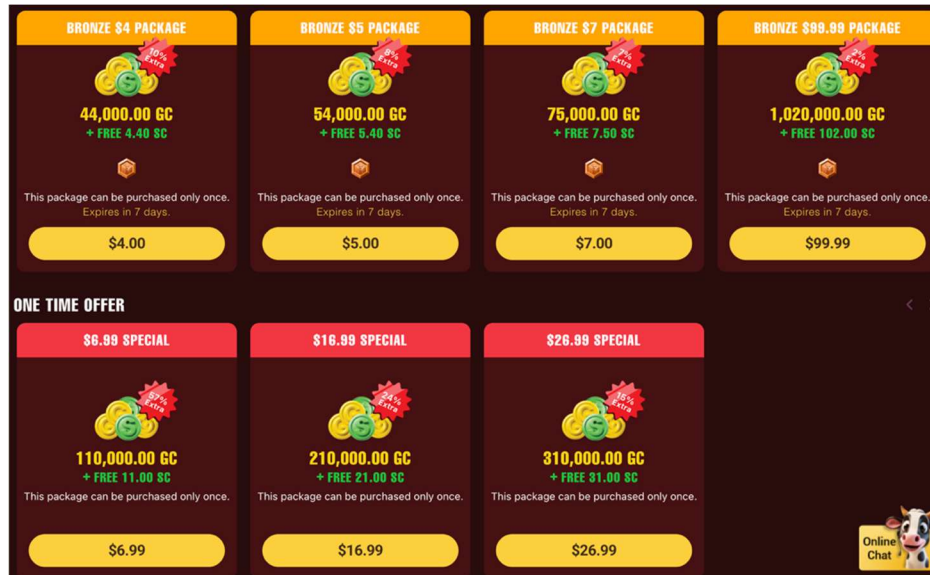 BRONZE $4 PACKAGE
10%
Extra
44,000.00 GC
+ FREE 4.40 SC
This package can be purchased only once.
Expires in 7 days.
$4.00
BRONZE $5 PACKAGE
8%
Extra
54,000.00 GC
+ FREE 5.40 SC
This package can be purchased only once.
Expires in 7 days.
$5.00
BRONZE $7 PACKAGE
7%
Extra
75,000.00 GC
+ FREE 7.50 SC
This package can be purchased only once.
Expires in 7 days.
$7.00
BRONZE $99.99 PACKAGE
2%
Extra
1,020,000.00 GC
+ FREE 102.00 SC
This package can be purchased only once.
Expires in 7 days.
$99.99
ONE TIME OFFER
$6.99 SPECIAL
57%
Extra
110,000.00 GC
+ FREE 11.00 SC
This package can be purchased only once.
$6.99
$16.99 SPECIAL
24%
Extra
210,000.00 GC
+ FREE 21.00 SC
This package can be purchased only once.
$16.99
$26.99 SPECIAL
15%
Extra
310,000.00 GC
+ FREE 31.00 SC
This package can be purchased only once.
$26.99
Online
Chat